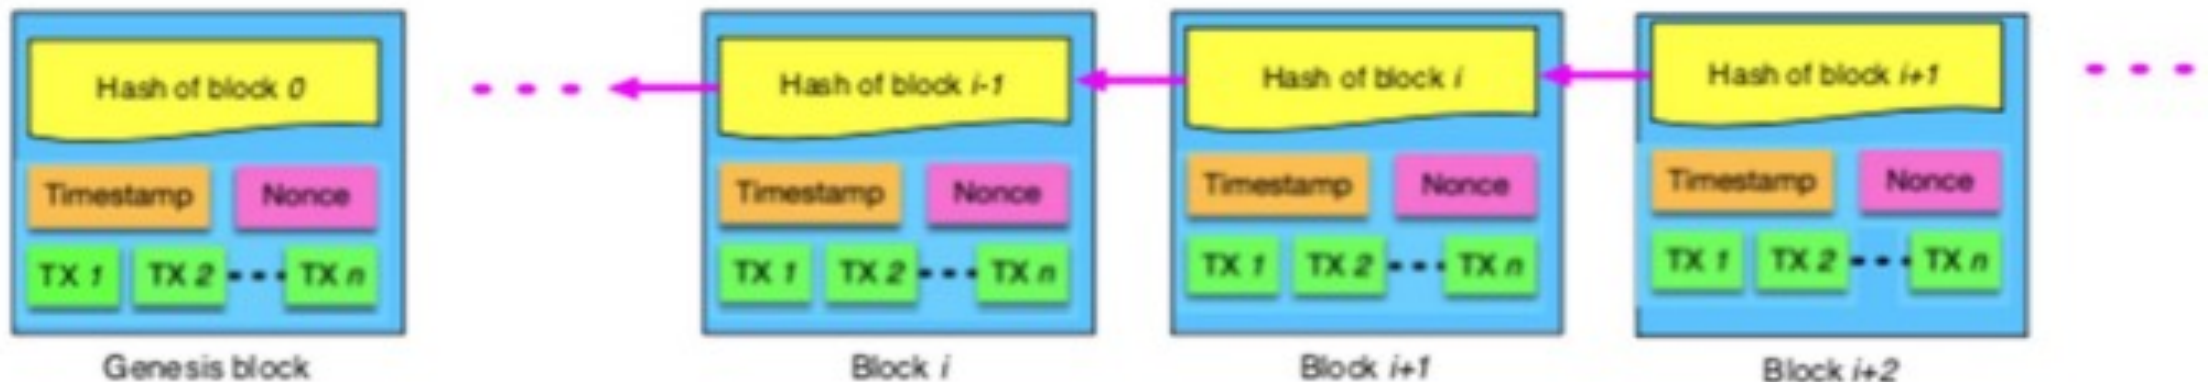 Hash of block 0
Timestamp Nonce
TX 1 TX 2 TX n
Genesis block
Hash of block i-1
Timestamp Nonce
TX 1 TX 2 TX n
Block i
Hash of block i
Timestamp Nonce
TX 1 TX 2 TX n
Block i+1
Hash of block i+1
Timestamp Nonce
TX 1 TX 2 TX n
Block i+2